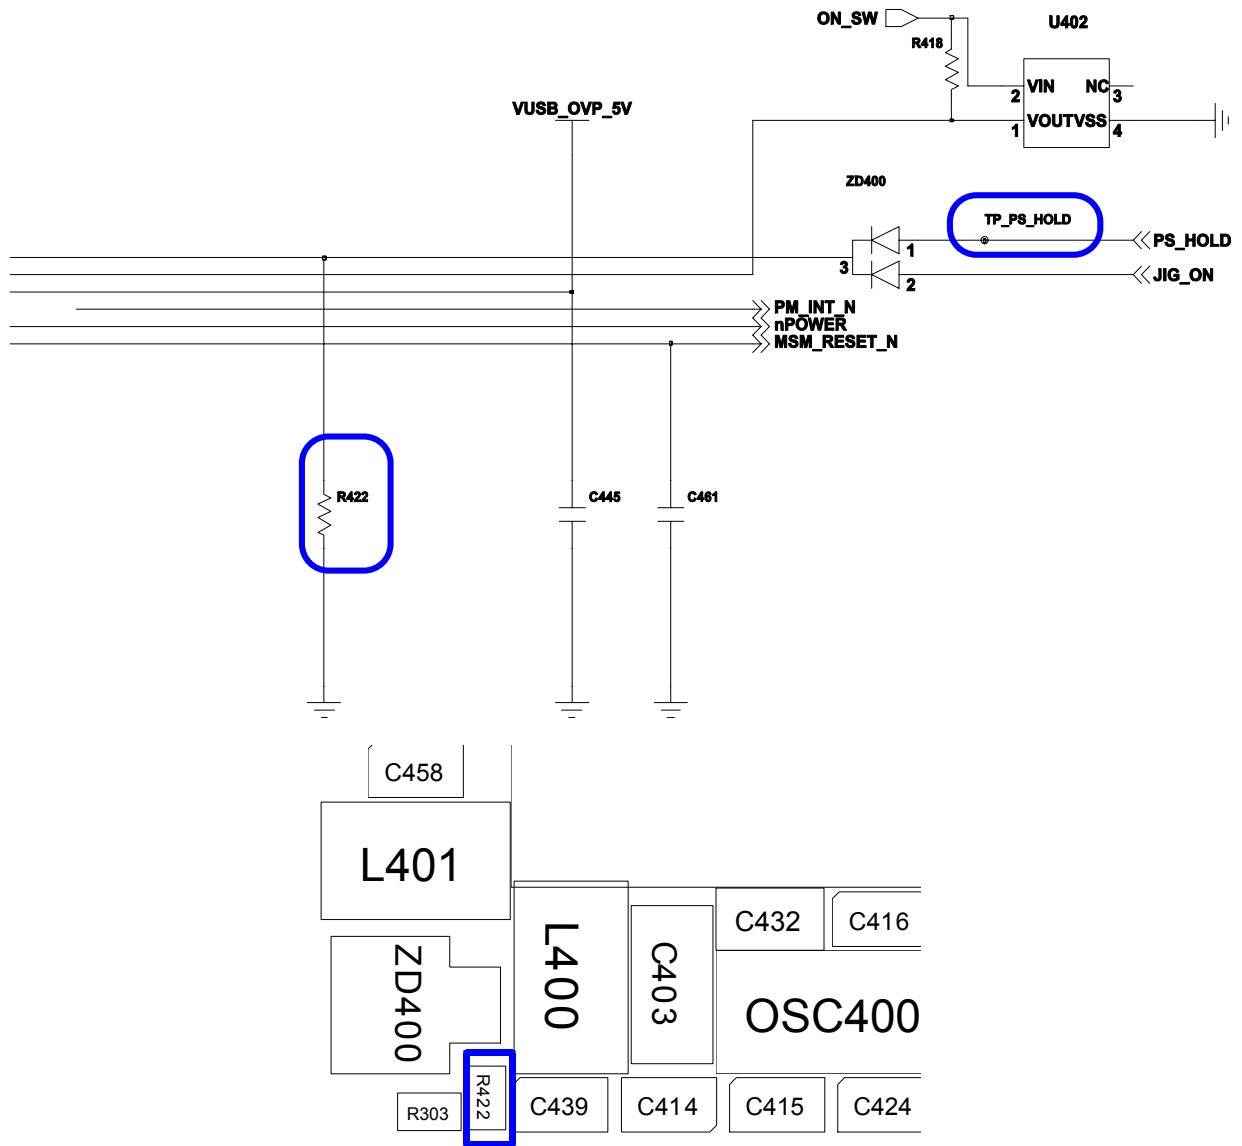 ON_SW
U402
R418
VIN NC
2 3
VOUTVSS
1 4
VUSB_OVP_5V
ZD400
TP_PS_HOLD
1
PS_HOLD
3
2
JIG_ON
PM_INT_N
nPOWER
MSM_RESET_N
R422
C445
C461
C458
L401
L400
C403
C432
C416
ZD400
OSC400
R422
R303
C439
C414
C415
C424